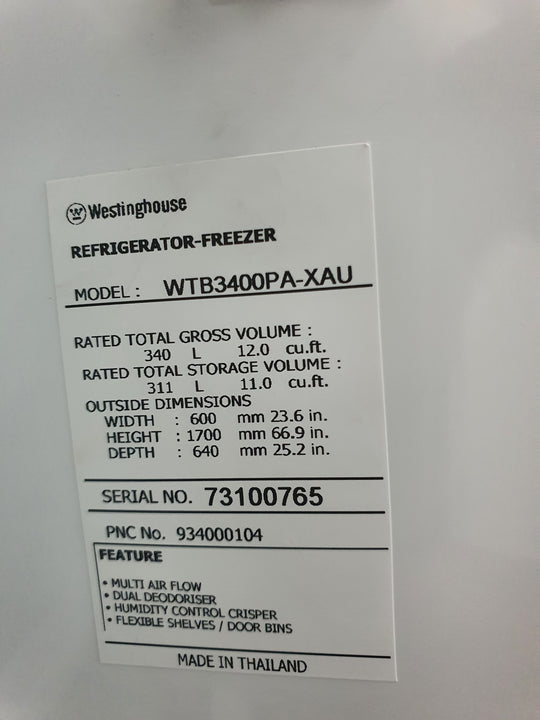 Westinghouse
REFRIGERATOR-FREEZER
MODEL : WTB3400PA-XAU
RATED TOTAL GROSS VOLUME :
340 L 12.0 cu.ft.
RATED TOTAL STORAGE VOLUME :
311 L 11.0 cu.ft.
OUTSIDE DIMENSIONS
WIDTH : 600 mm 23.6 in.
HEIGHT : 1700 mm 66.9 in.
DEPTH : 640 mm 25.2 in.
SERIAL NO. 73100765
PNC No. 934000104
FEATURE
• MULTI AIR FLOW
• DUAL DEODORISER
• HUMIDITY CONTROL CRISPER
• FLEXIBLE SHELVES / DOOR BINS
MADE IN THAILAND